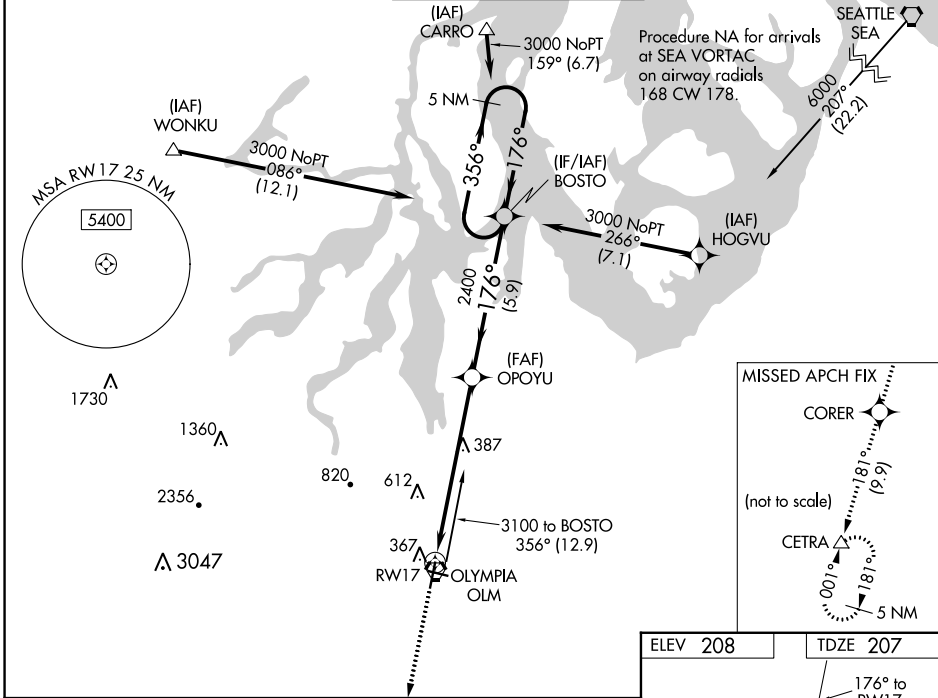 (IAF)
CARRO
3000 NoPT
159° (6.7)
Procedure NA for arrivals
at SEA VORTAC
on airway radials
168 CW 178.
SEATTLE
SEA
6000
207°
(22.2)
5 NM
(IAF)
WONKU
3000 NoPT
086°
(12.1)
356°
176°
(IF/IAF)
BOSTO
MSA RW17 25 NM
5400
3000 NoPT
266°
(7.1)
(IAF)
HOGVU
2400
176°
(5.9)
(FAF)
OPOYU
1730
1360
2356
3047
820
612
387
367
3100 to BOSTO
356° (12.9)
RW17
OLYMPIA
OLM
MISSED APCH FIX
CORER
181°
(9.9)
(not to scale)
CETRA
001°
181°
5 NM
ELEV 208
TDZE 207
176° to
RW17